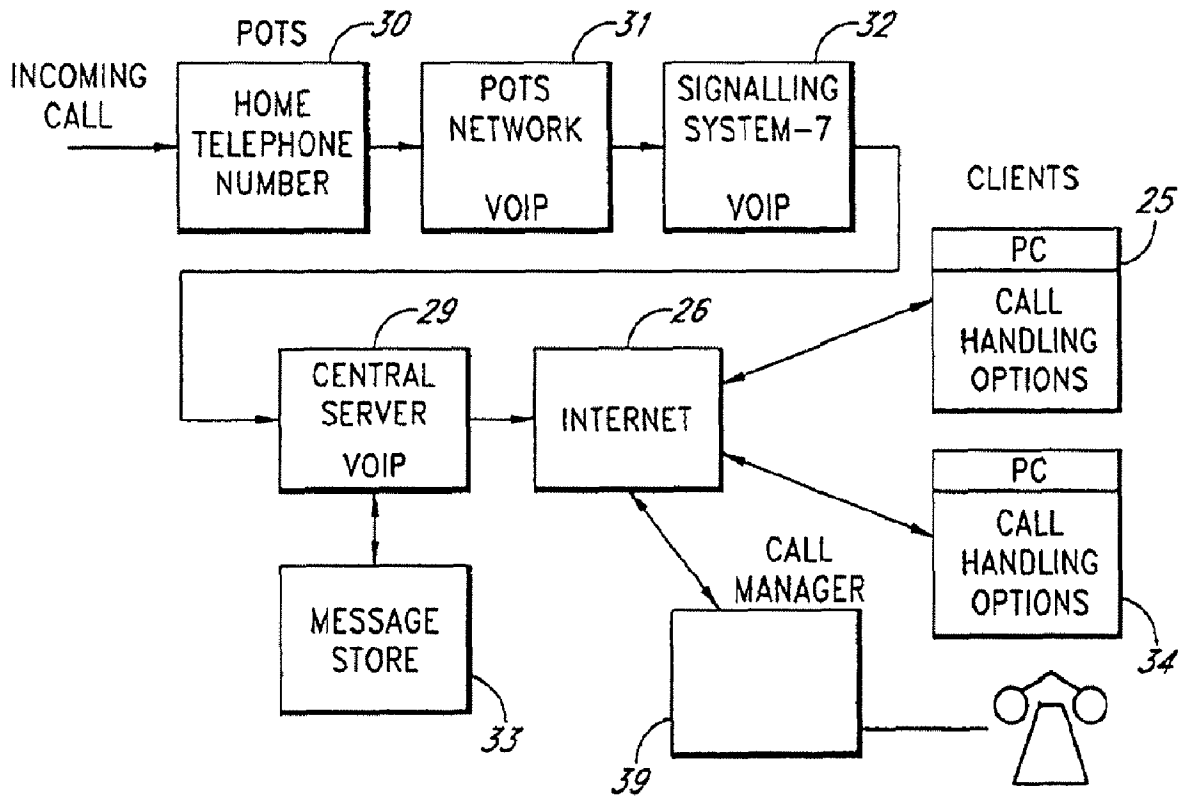 POTS
30
31
32
INCOMING
CALL
HOME
TELEPHONE
NUMBER
POTS
NETWORK
VOIP
SIGNALLING
SYSTEM-7
VOIP
CLIENTS
25
PC
CALL
HANDLING
OPTIONS
29
26
CENTRAL
SERVER
VOIP
INTERNET
PC
CALL
HANDLING
OPTIONS
34
CALL
MANAGER
39
MESSAGE
STORE
33